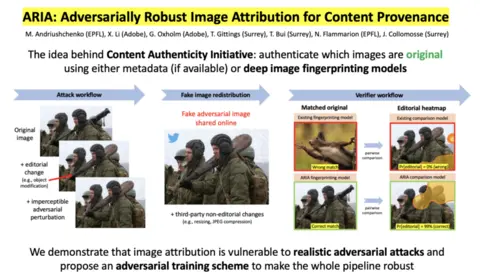 ARIA: Adversarially Robust Image Attribution for Content Provenance
M. Andriushchenko (EPFL), X. Li (Adobe), G. Oxholm (Adobe), T. Gittings (Surrey), T. Bui (Surrey), N. Flammarion (EPFL), J. Collomosse (Surrey)
The idea behind Content Authenticity Initiative: authenticate which images are original
using either metadata (if available) or deep image fingerprinting models
Attack workflow
Fake image redistribution
Verifier workflow
Original
image
+ editorial
change
(e.g., object
modification)
+ imperceptible
adversarial
perturbation
Fake adversarial image
shared online
+ third-party non-editorial changes
(e.g., resizing, JPEG compression)
Matched original
Editorial heatmap
Existing fingerprinting model
Existing comparison model
Wrong match
pairwise
comparison
Pr[editorial] = 0% (wrong)
ARIA fingerprinting model
ARIA comparison model
Correct match
pairwise
comparison
Pr[editorial] = 99% (correct)
We demonstrate that image attribution is vulnerable to realistic adversarial attacks and
propose an adversarial training scheme to make the whole pipeline robust